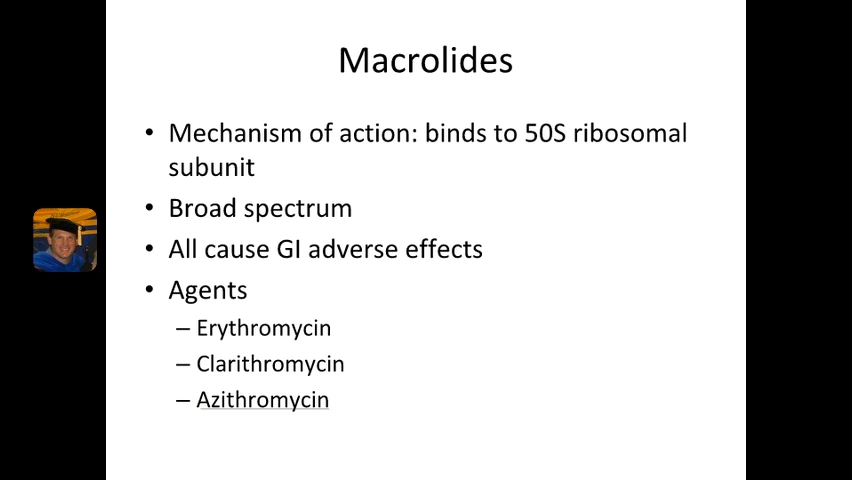 Macrolides
• Mechanism of action: binds to 50S ribosomal
subunit
• Broad spectrum
• All cause GI adverse effects
• Agents
– Erythromycin
– Clarithromycin
– Azithromycin